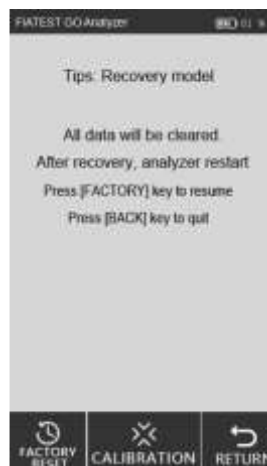 FIATEST GO Analyzer
Tips: Recovery model
All data will be cleared.
After recovery, analyzer restart
Press [FACTORY] key to resume
Press [BACK] key to quit
FACTORY RESET
CALIBRATION
RETURN